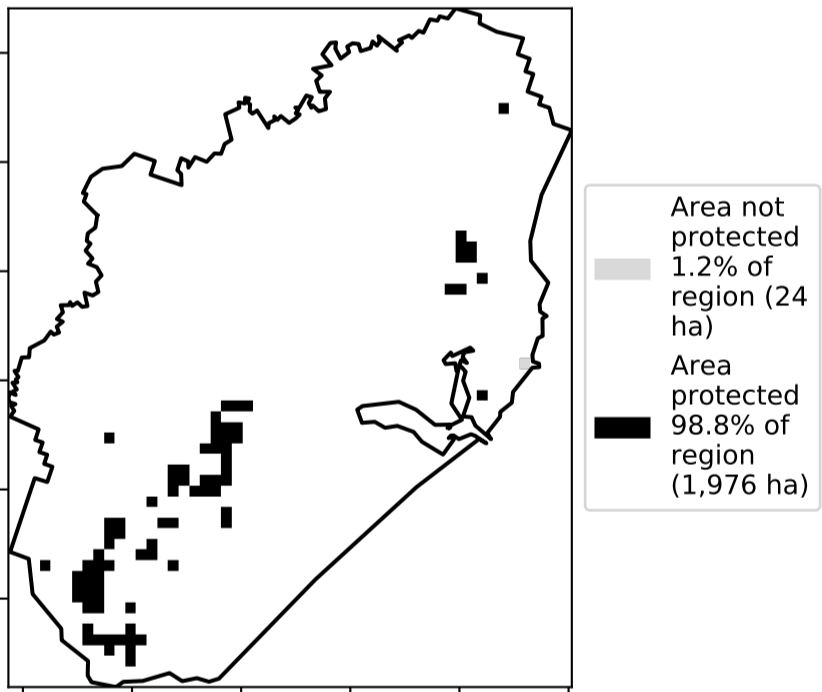 Area not
protected
1.2% of
region (24
ha)
Area
protected
98.8% of
region
(1,976 ha)